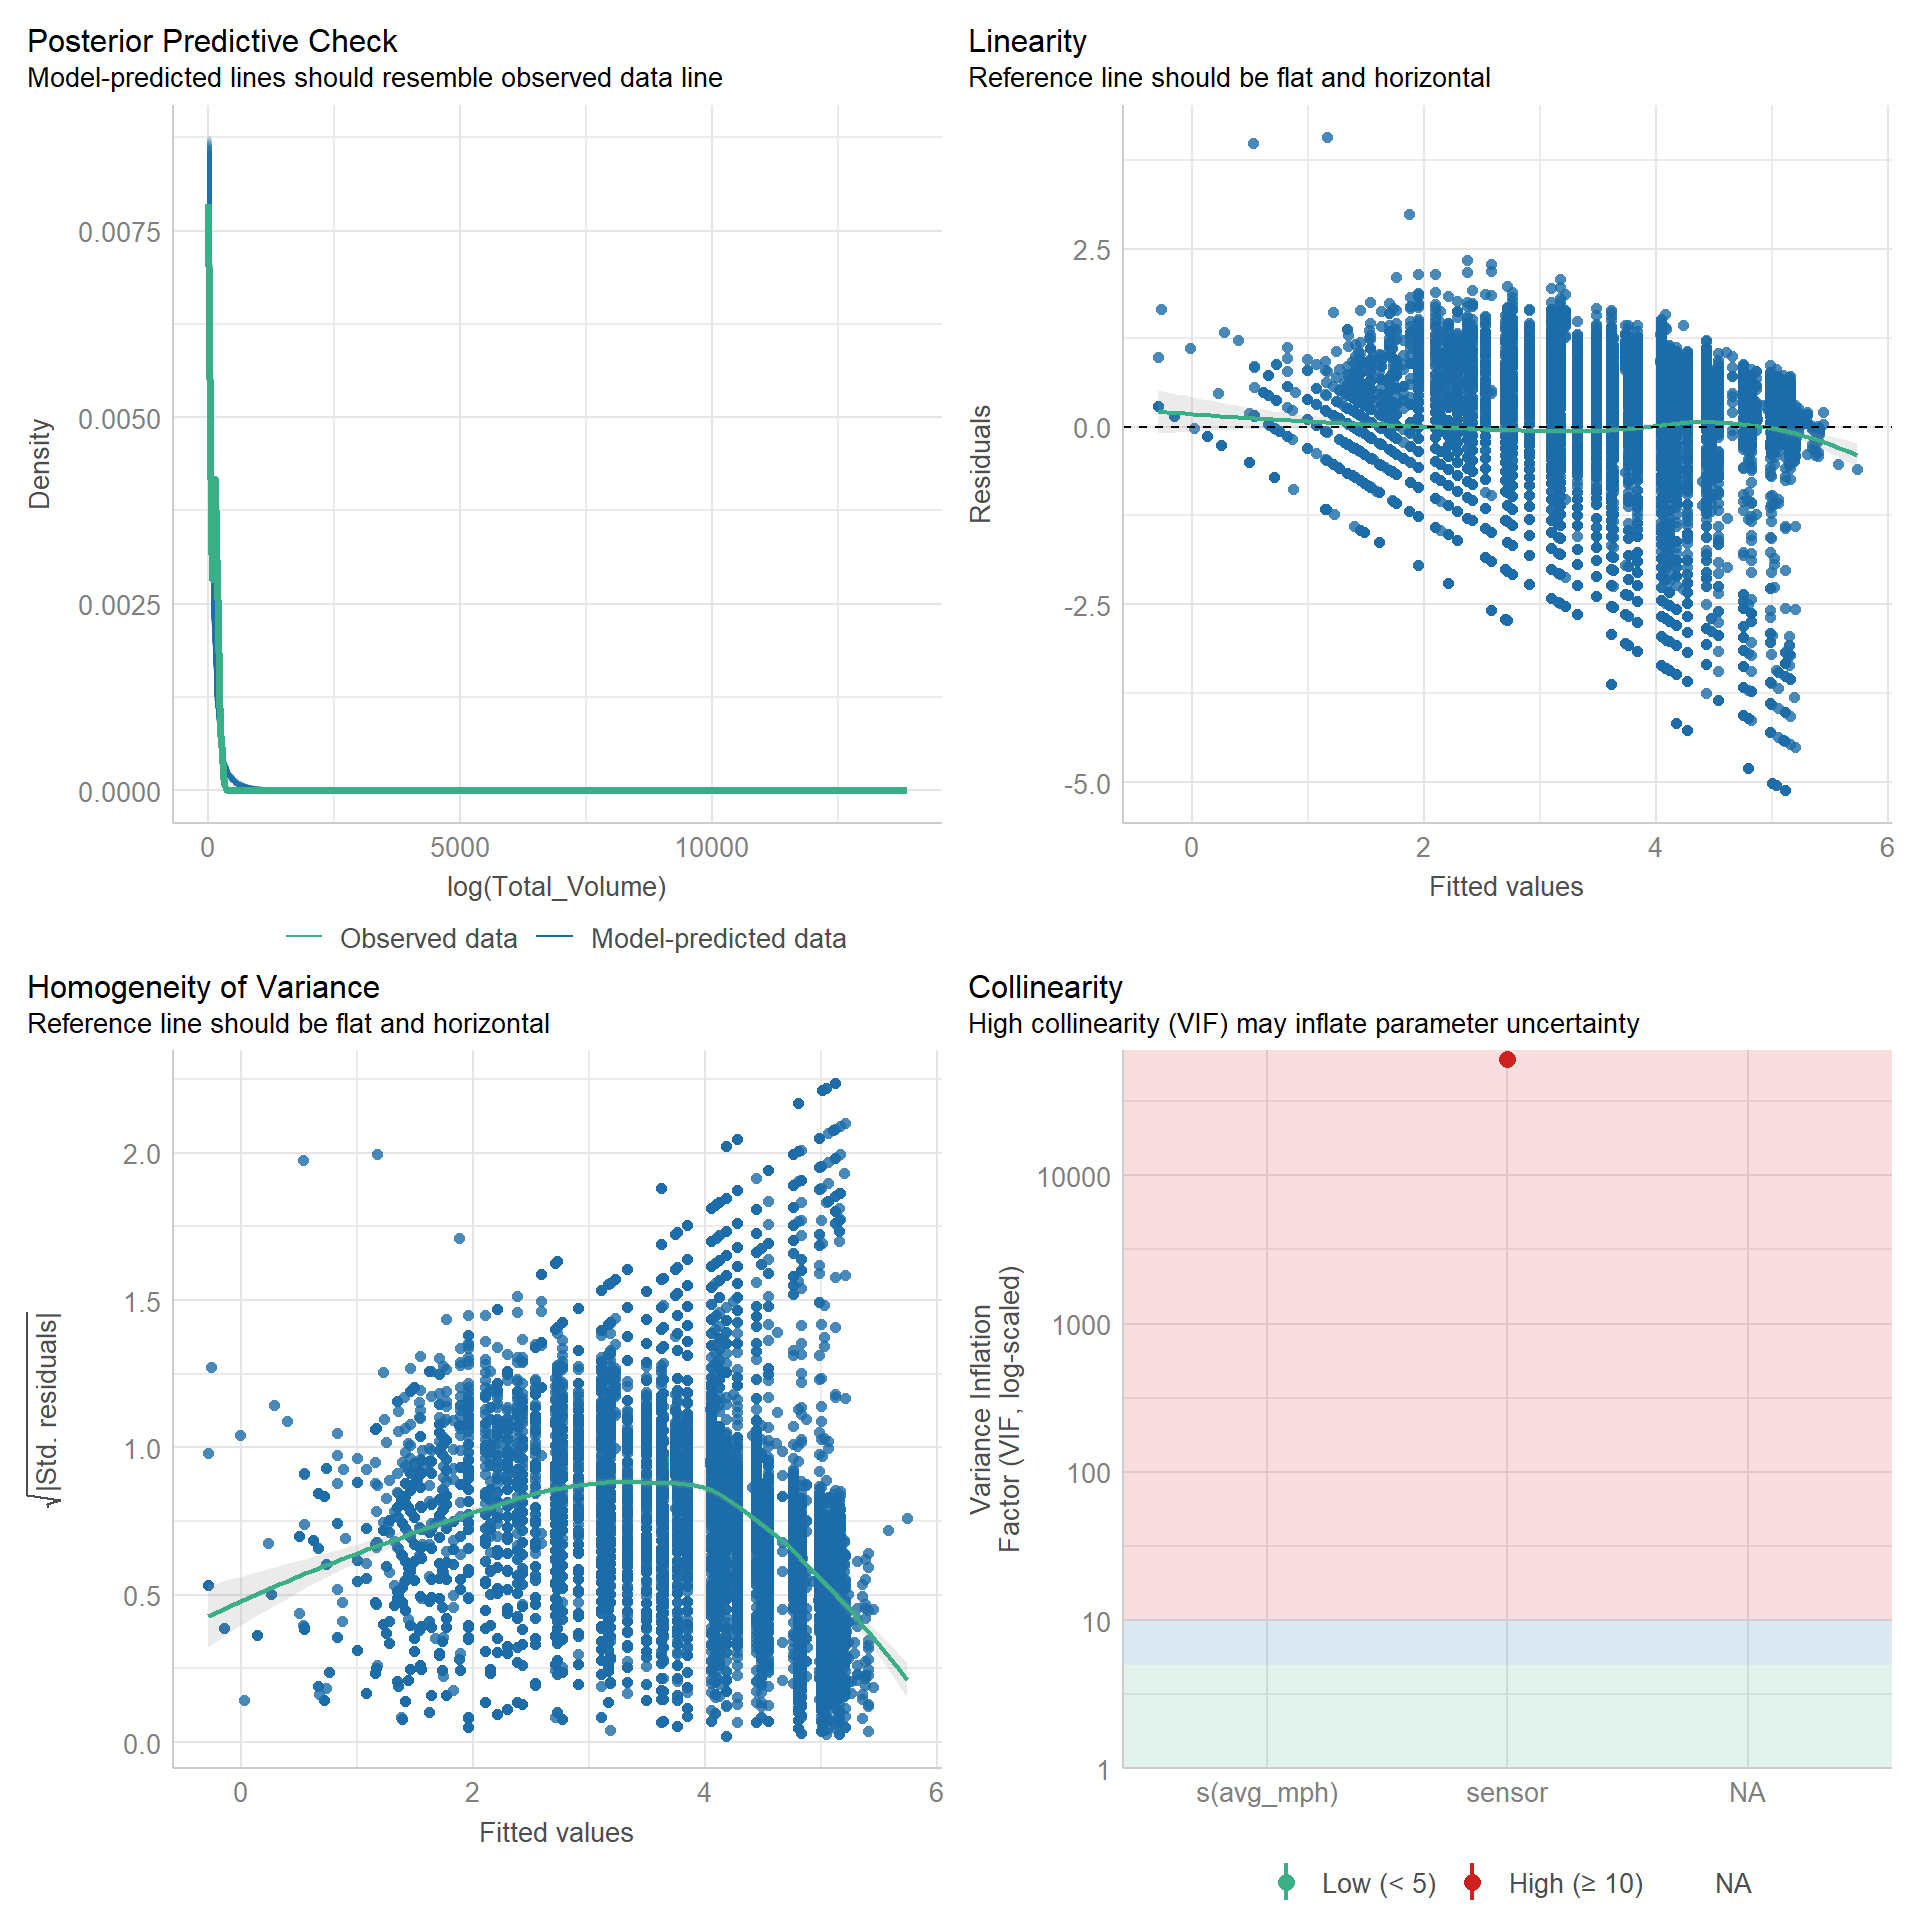 Posterior Predictive Check
Model-predicted lines should resemble observed data line
Density
0.0075
0.0050
0.0025
0.0000
0
5000
10000
log(Total_Volume)
Observed data
Model-predicted data
Linearity
Reference line should be flat and horizontal
Residuals
2.5
0.0
-2.5
-5.0
0
2
4
6
Fitted values
Homogeneity of Variance
Reference line should be flat and horizontal
√|Std. residuals|
2.0
1.5
1.0
0.5
0.0
0
2
4
6
Fitted values
Collinearity
High collinearity (VIF) may inflate parameter uncertainty
Variance Inflation
Factor (VIF, log-scaled)
10000
1000
100
10
1
s(avg_mph)
sensor
NA
Low (< 5)
High (≥ 10)
NA